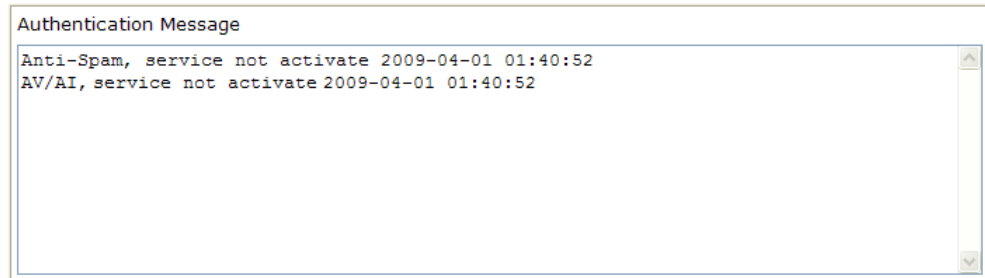 Authentication Message
Anti-Spam, service not activate 2009-04-01 01:40:52
AV/AI, service not activate 2009-04-01 01:40:52